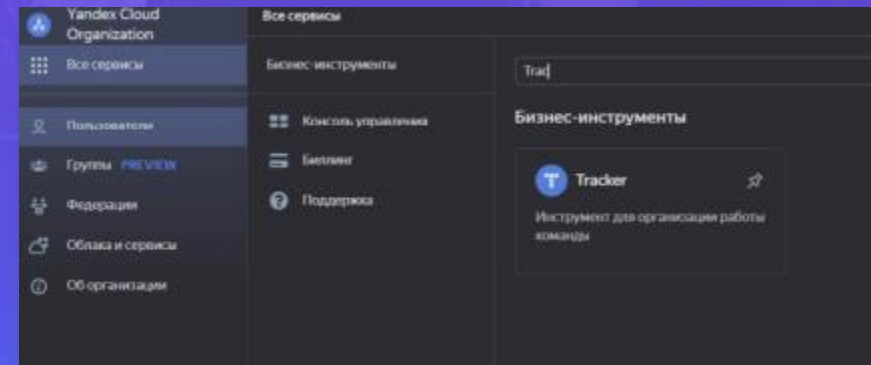 Yandex Cloud
Organization
Все сервисы
Пользователи
Группы PREVIEW
Федерации
Облака и сервисы
Об организации
Все сервисы
Бизнес-инструменты
Консоль управления
Биллинг
Поддержка
Trac
Бизнес-инструменты
Tracker
Инструмент для организации работы
команды